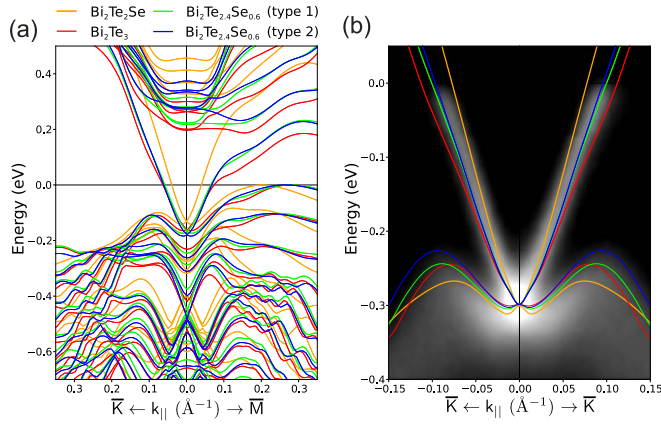 (a)
Bi₂Te₂Se Bi₂Te₂.₄Se₀.₆ (type 1)
Bi₂Te₃ Bi₂Te₂.₄Se₀.₆ (type 2)
Energy (eV)
0.4
0.2
0.0
−0.2
−0.4
−0.6
0.3 0.2 0.1 0.0 0.1 0.2 0.3
K̅ ← k|| (Å⁻¹) → M̅
(b)
Energy (eV)
0.0
−0.1
−0.2
−0.3
−0.4
−0.15 −0.10 −0.05 0.00 0.05 0.10 0.15
K̅ ← k|| (Å⁻¹) → K̅